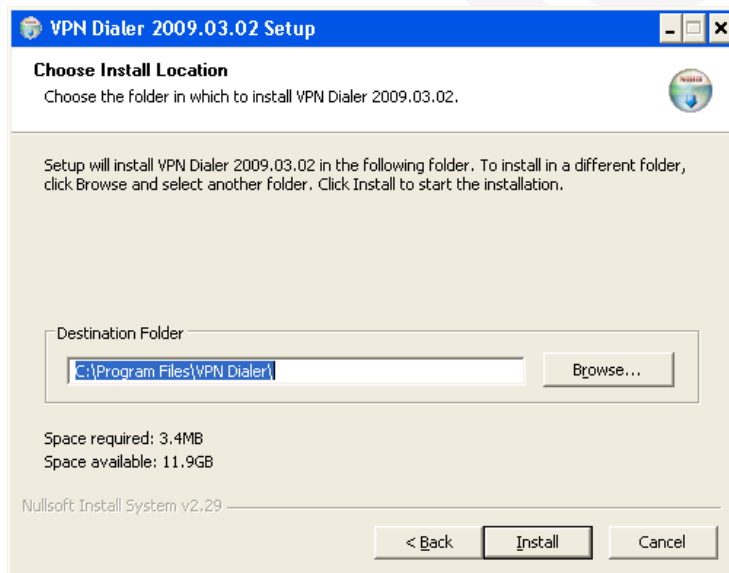 VPN Dialer 2009.03.02 Setup
Choose Install Location
Choose the folder in which to install VPN Dialer 2009.03.02.
Setup will install VPN Dialer 2009.03.02 in the following folder. To install in a different folder,
click Browse and select another folder. Click Install to start the installation.
Destination Folder
C:\Program Files\VPN Dialer\
Browse...
Space required: 3.4MB
Space available: 11.9GB
Nullsoft Install System v2.29
< Back
Install
Cancel